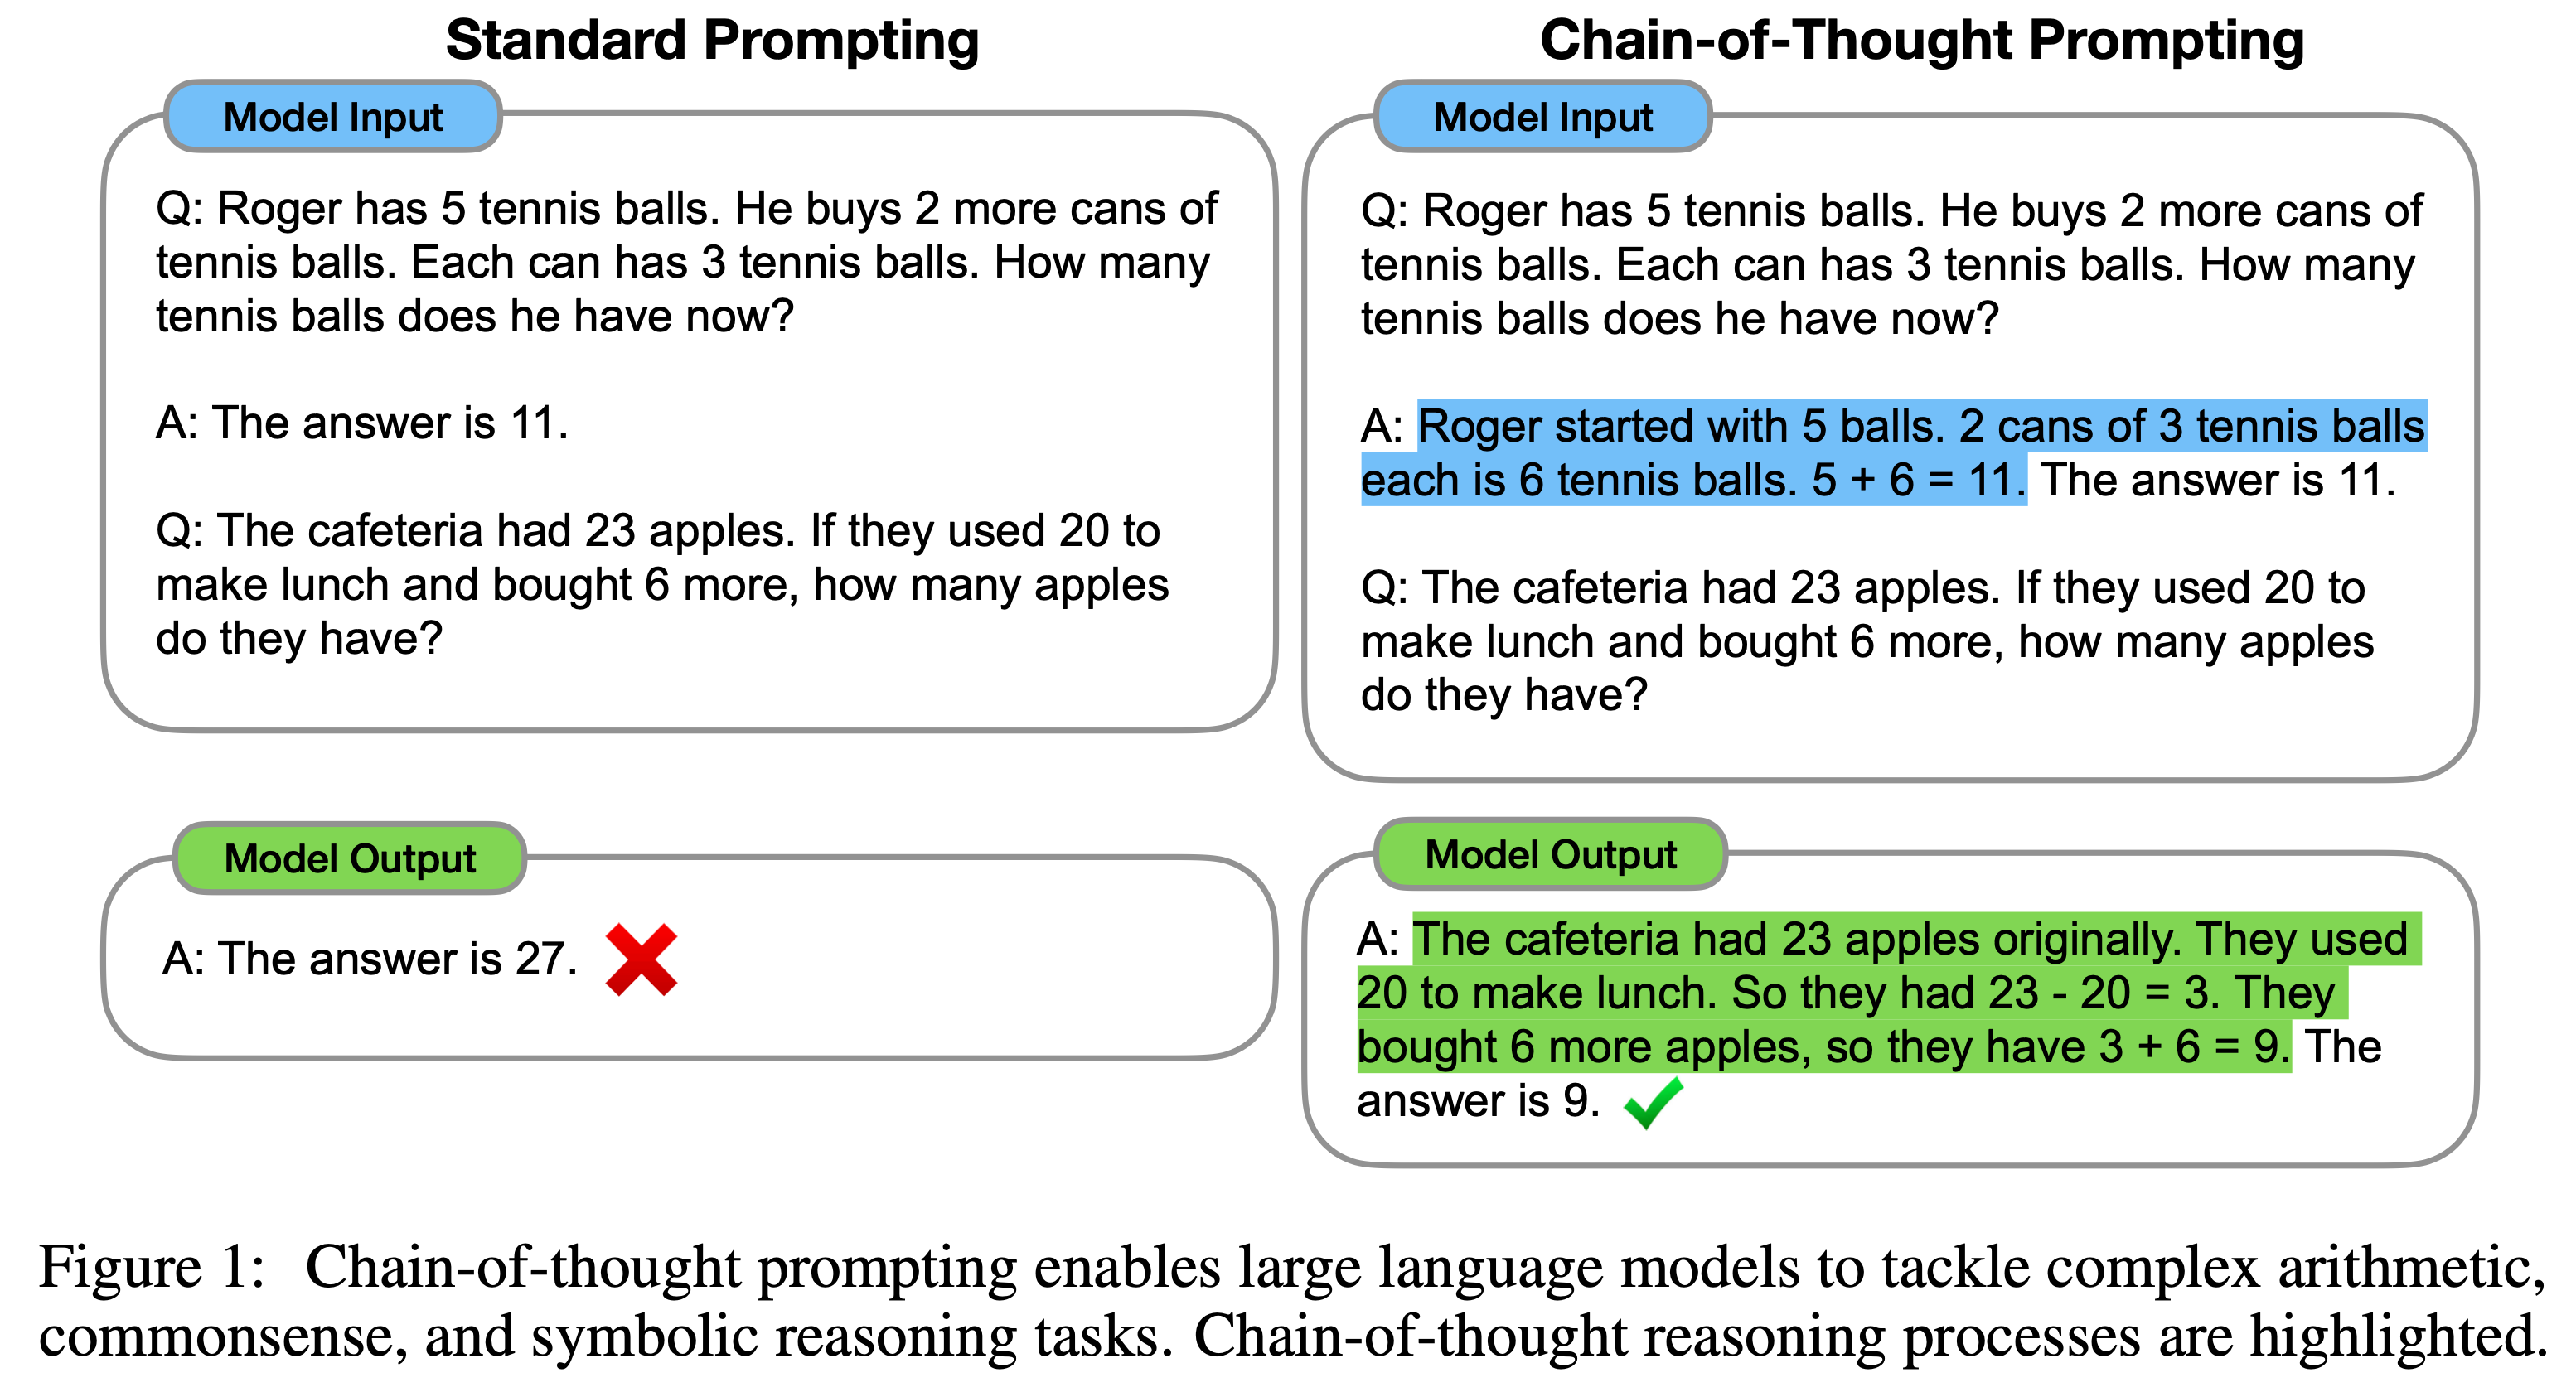 Standard Prompting
Model Input
Q: Roger has 5 tennis balls. He buys 2 more cans of
tennis balls. Each can has 3 tennis balls. How many
tennis balls does he have now?
A: The answer is 11.
Q: The cafeteria had 23 apples. If they used 20 to
make lunch and bought 6 more, how many apples
do they have?
Model Output
A: The answer is 27.
Chain-of-Thought Prompting
Model Input
Q: Roger has 5 tennis balls. He buys 2 more cans of
tennis balls. Each can has 3 tennis balls. How many
tennis balls does he have now?
A: Roger started with 5 balls. 2 cans of 3 tennis balls
each is 6 tennis balls. 5 + 6 = 11. The answer is 11.
Q: The cafeteria had 23 apples. If they used 20 to
make lunch and bought 6 more, how many apples
do they have?
Model Output
A: The cafeteria had 23 apples originally. They used
20 to make lunch. So they had 23 - 20 = 3. They
bought 6 more apples, so they have 3 + 6 = 9. The
answer is 9.
Figure 1: Chain-of-thought prompting enables large language models to tackle complex arithmetic,
commonsense, and symbolic reasoning tasks. Chain-of-thought reasoning processes are highlighted.